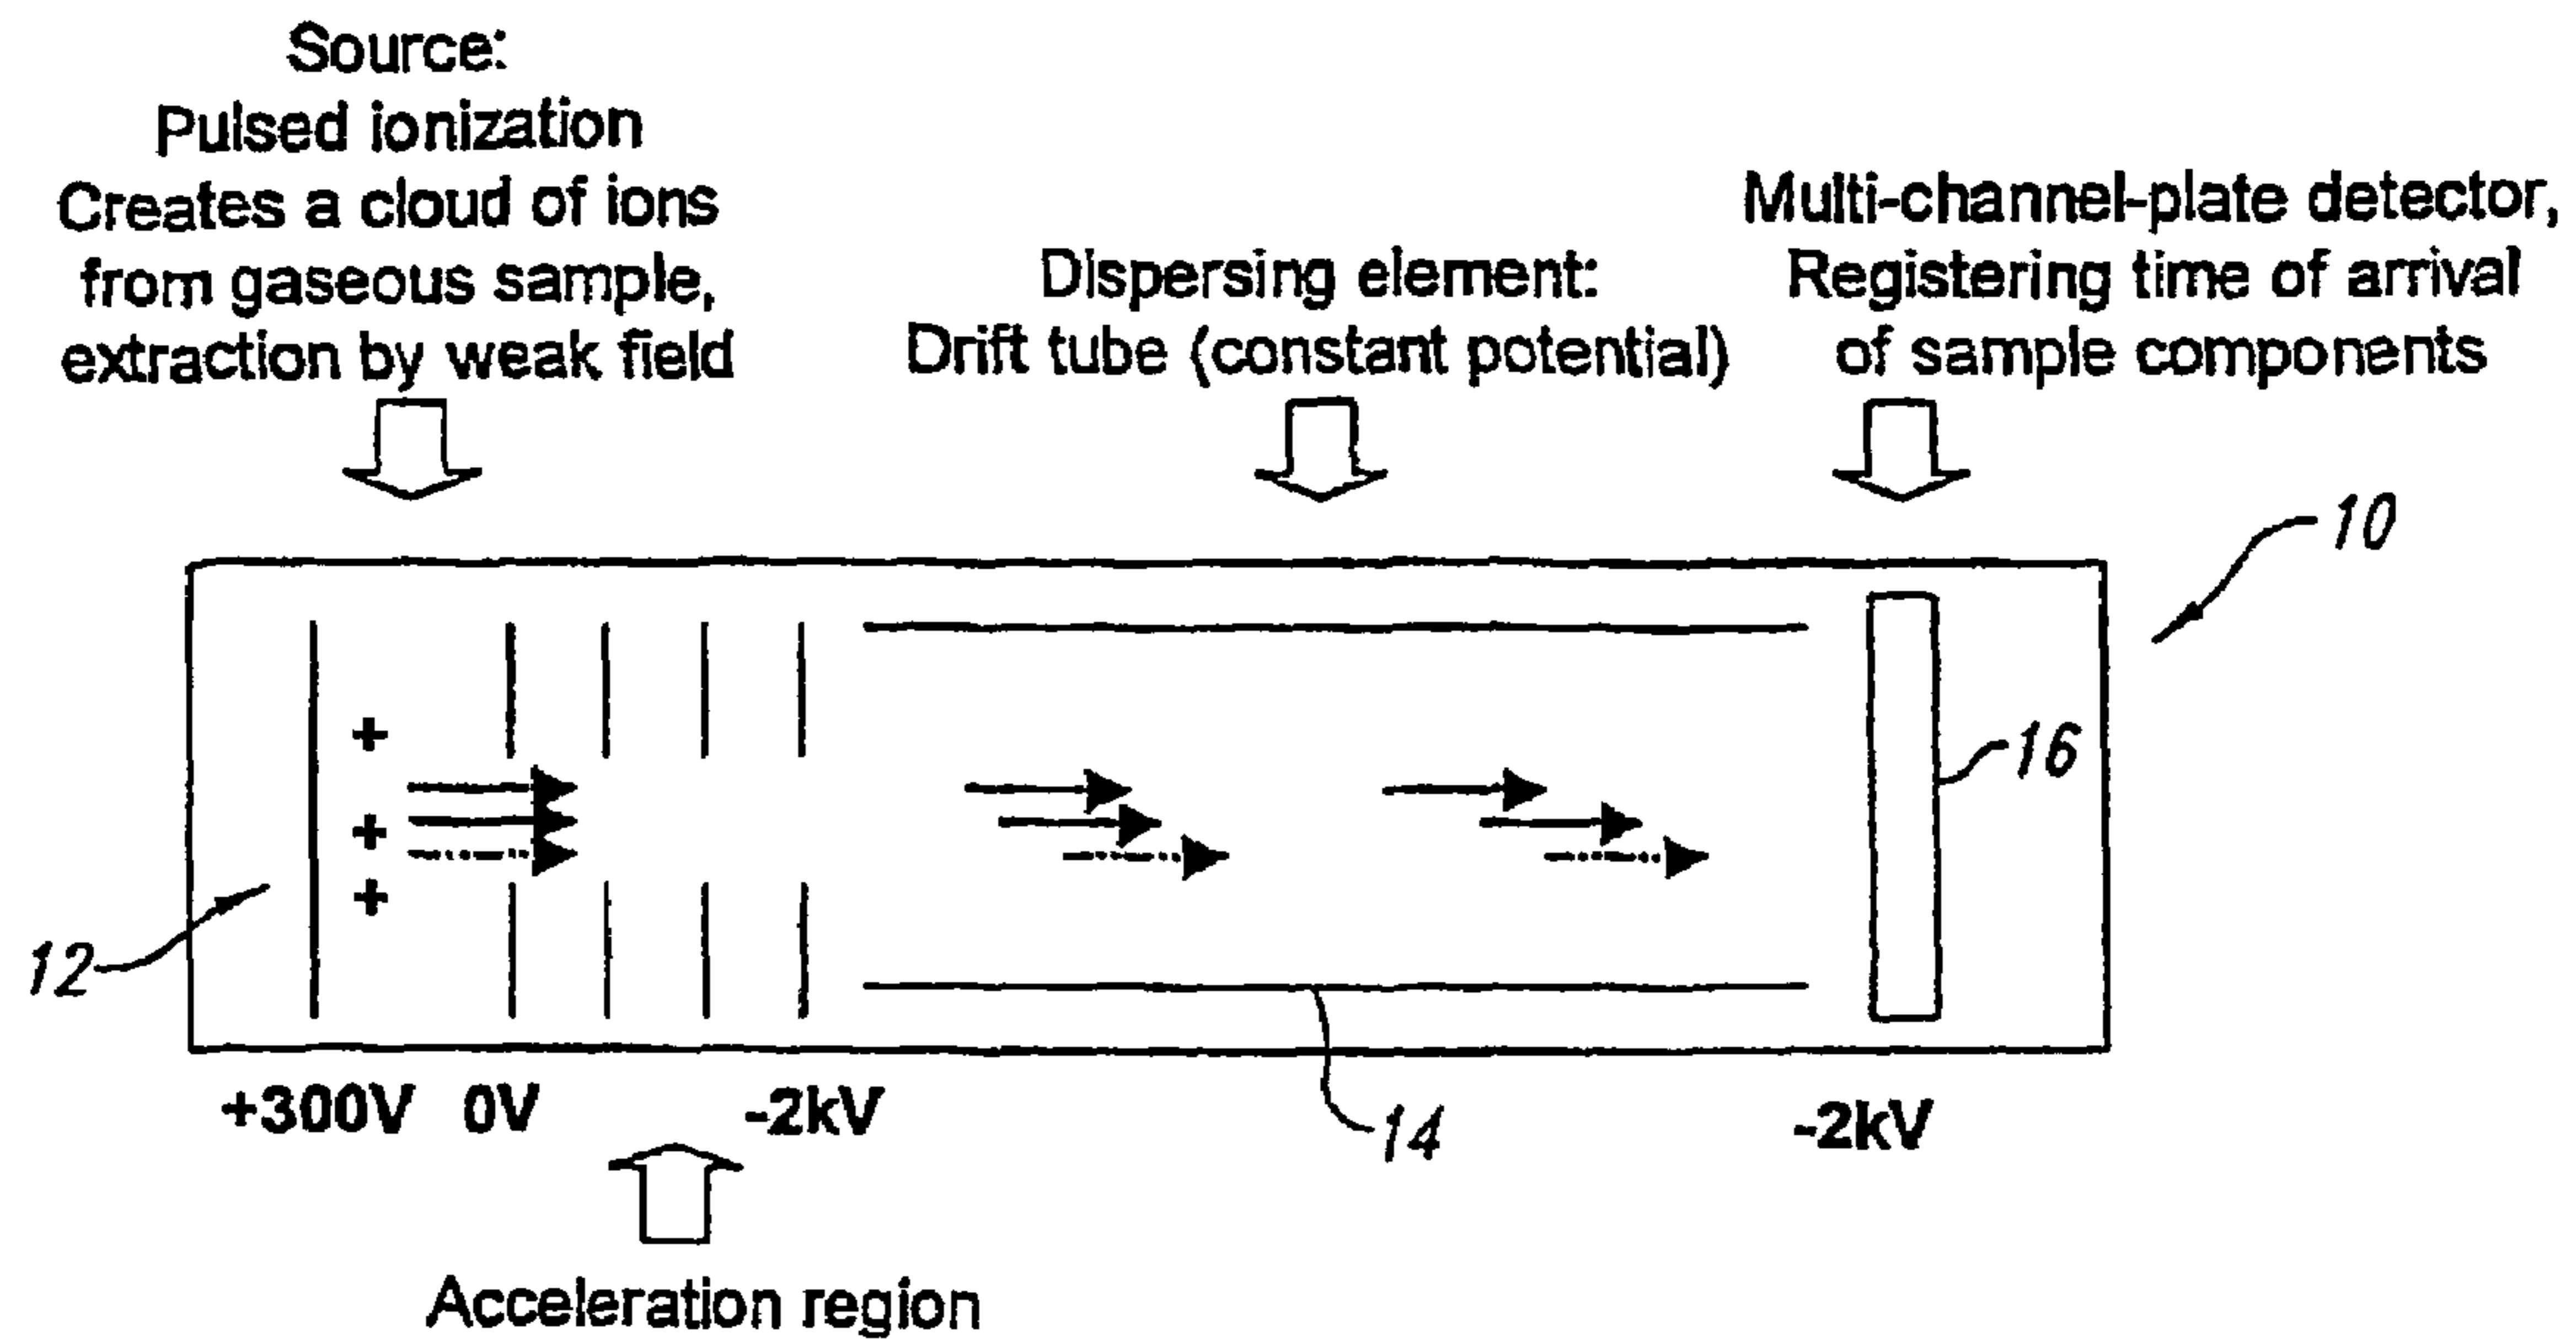 Source:
Pulsed ionization
Creates a cloud of ions
from gaseous sample,
extraction by weak field
Dispersing element:
Drift tube (constant potential)
Multi-channel-plate detector,
Registering time of arrival
of sample components
10
+
+
+
16
12
14
+300V 0V -2kV -2kV
Acceleration region